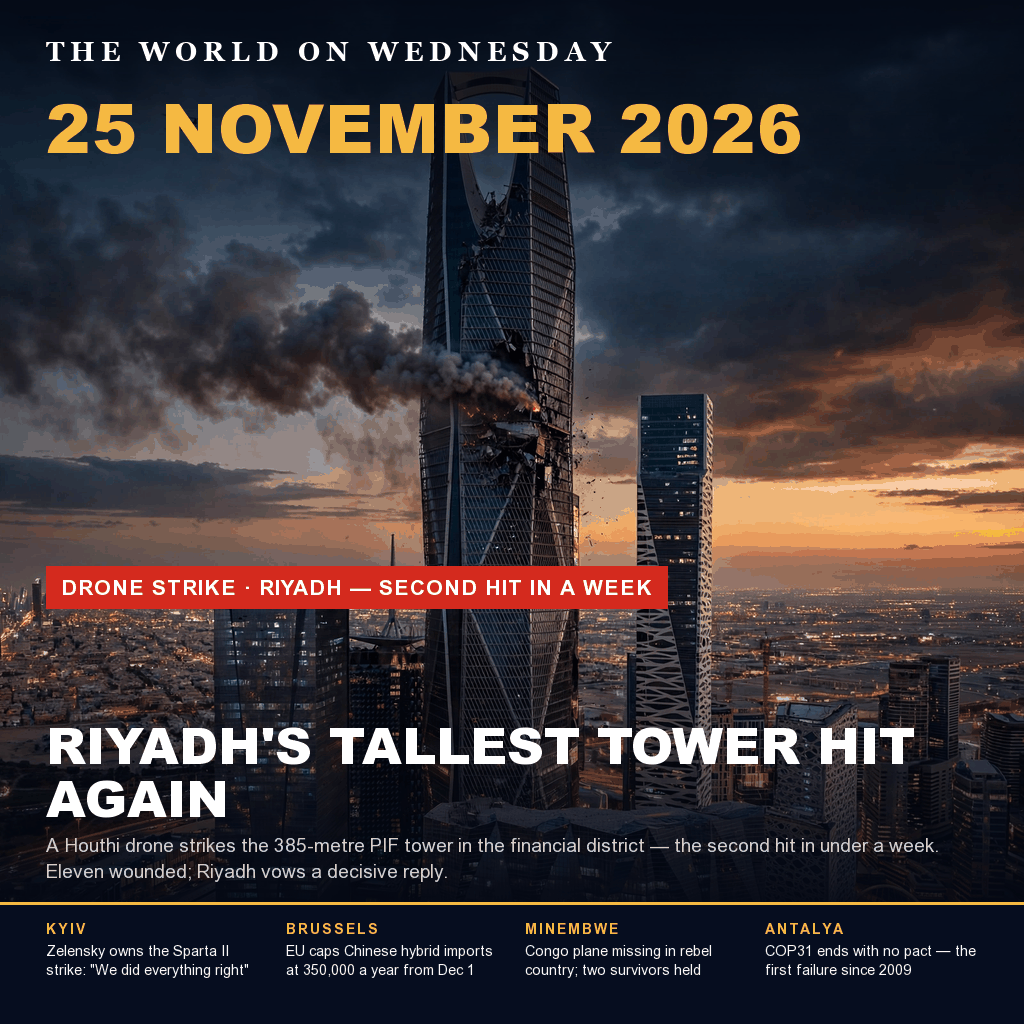 THE WORLD ON WEDNESDAY
25 NOVEMBER 2026
DRONE STRIKE · RIYADH — SECOND HIT IN A WEEK
RIYADH'S TALLEST TOWER HIT
AGAIN
A Houthi drone strikes the 385-metre PIF tower in the financial district — the second hit in under a week.
Eleven wounded; Riyadh vows a decisive reply.
KYIV
Zelensky owns the Sparta II
strike: "We did everything right"
BRUSSELS
EU caps Chinese hybrid imports
at 350,000 a year from Dec 1
MINEMBWE
Congo plane missing in rebel
country; two survivors held
ANTALYA
COP31 ends with no pact — the
first failure since 2009